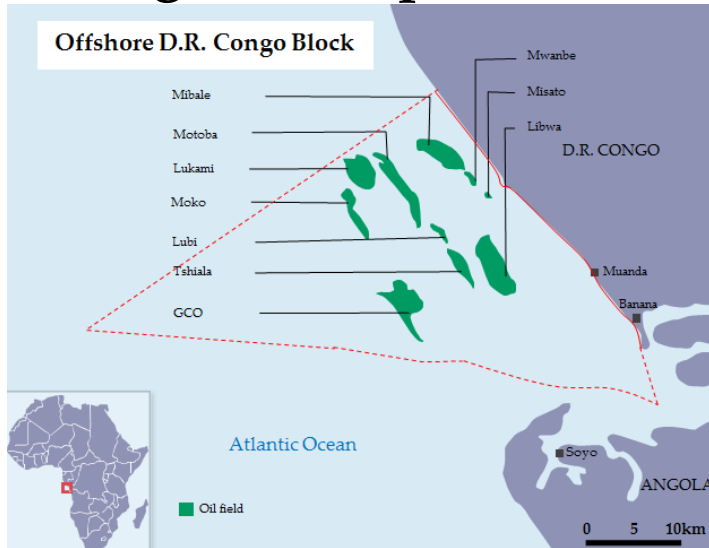 Offshore D.R. Congo Block
Mwanbe
Mibale
Misato
Motoba
Libwa
D.R. CONGO
Lukami
Moko
Lubi
Tshiala
Muanda
GCO
Banana
Atlantic Ocean
Soyo
ANGOLA
Oil field
0 5 10km